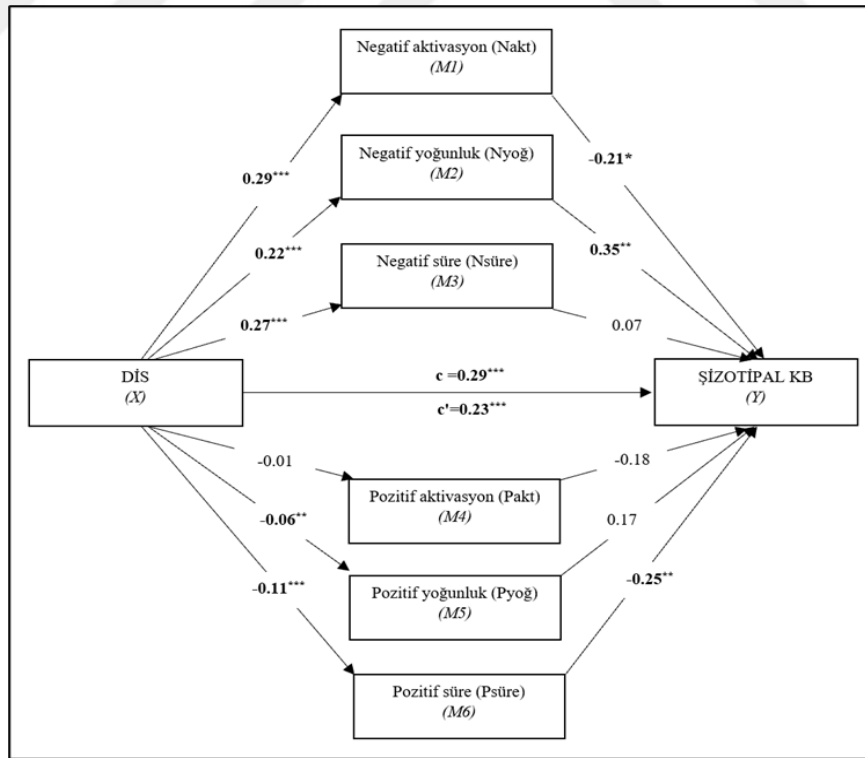 Negatif aktivasyon (Nakt)
(M1)
-0.21*
Negatif yoğunluk (Nyoğ)
(M2)
0.29***
0.22***
0.35**
Negatif süre (Nsüre)
(M3)
0.27***
0.07
DİS
(X)
c =0.29***
c'=0.23***
ŞİZOTİPAL KB
(Y)
-0.01
-0.18
Pozitif aktivasyon (Pakt)
(M4)
-0.06**
0.17
-0.11***
Pozitif yoğunluk (Pyoğ)
(M5)
-0.25**
Pozitif süre (Psüre)
(M6)